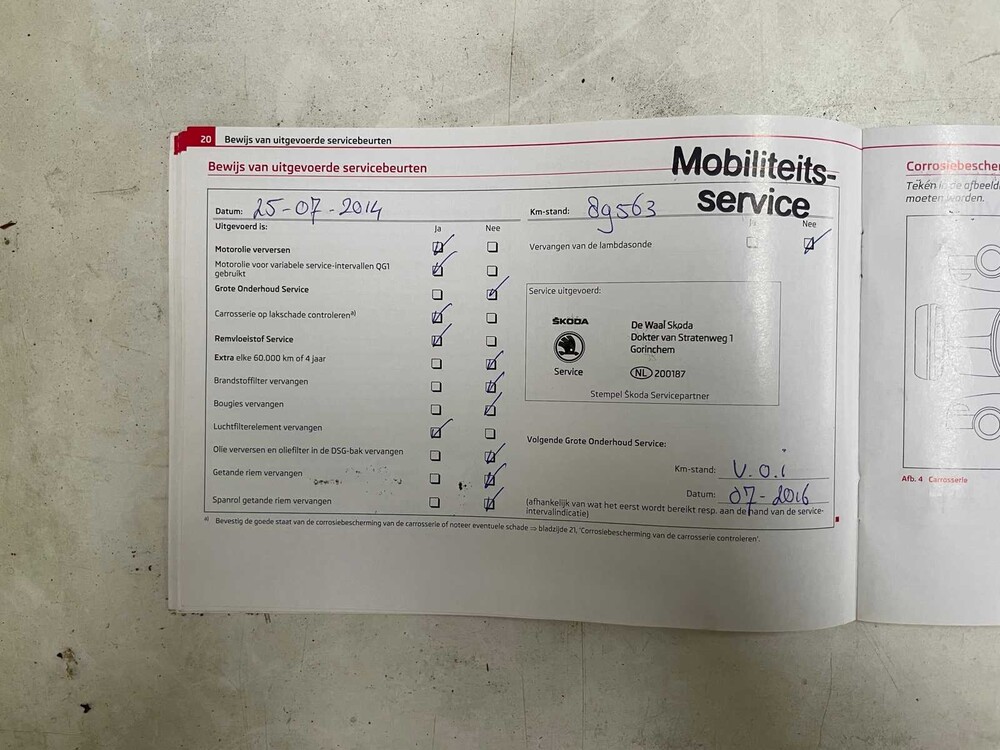 20 Bewijs van uitgevoerde servicebeurten
Bewijs van uitgevoerde servicebeurten
Mobiliteits-
service
Datum: 25-07-2014
Km-stand: 89563
Uitgevoerd is:
Ja Nee
Motorolie verversen
Motorolie voor variabele service-intervallen QG1
gebruikt
Grote Onderhoud Service
Carrosserie op lakschade controleren a)
Remvloeistof Service
Extra elke 60.000 km of 4 jaar
Brandstoffilter vervangen
Bougies vervangen
Luchtfilterelement vervangen
Olie verversen en oliefilter in de DSG-bak vervangen
Getande riem vervangen
Spanrol getande riem vervangen
Ja Nee
Vervangen van de lambdasonde
Service uitgevoerd:
ŠKODA
Service
De Waal Skoda
Dokter van Stratenweg 1
Gorinchem
NL 200187
Stempel Škoda Servicepartner
Volgende Grote Onderhoud Service:
Km-stand: V.O.i
Datum: 07-2016
(afhankelijk van wat het eerst wordt bereikt resp. aan de hand van de service-
intervalindicatie)
a) Bevestig de goede staat van de corrosiebescherming van de carrosserie of noteer eventuele schade ⇒ bladzijde 21, 'Corrosiebescherming van de carrosserie controleren'.
Teken in de afbeeld
moeten worden.
Afb. 4 Carrosserie